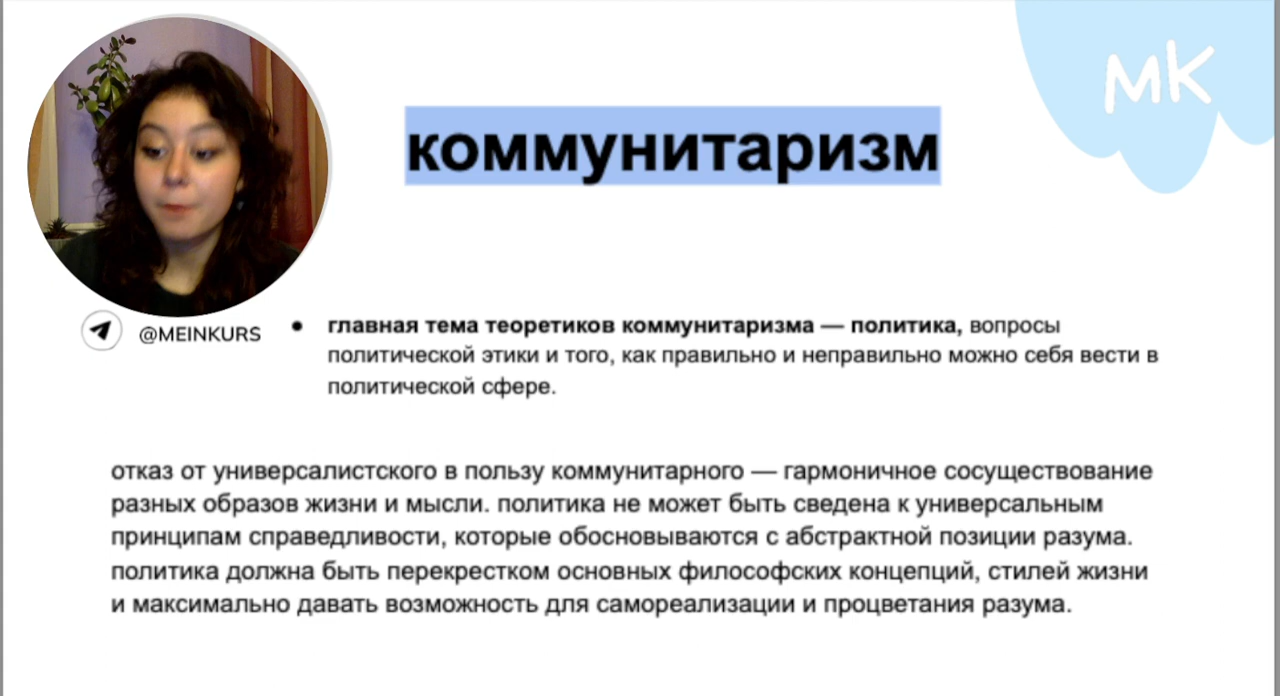 MK
коммунитаризм
@MEINKURS
• главная тема теоретиков коммунитаризма — политика, вопросы
политической этики и того, как правильно и неправильно можно себя вести в
политической сфере.
отказ от универсалистского в пользу коммунитарного — гармоничное сосуществование
разных образов жизни и мысли. политика не может быть сведена к универсальным
принципам справедливости, которые обосновываются с абстрактной позиции разума.
политика должна быть перекрестком основных философских концепций, стилей жизни
и максимально давать возможность для самореализации и процветания разума.